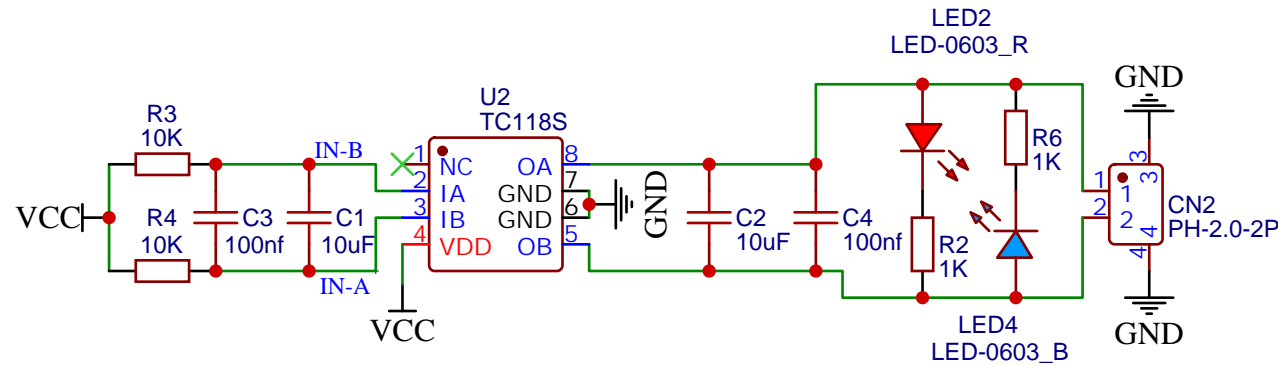 LED2
LED-0603_R
GND
U2
TC118S
R3
10K
IN-B
1
NC
OA
8
2
IA
GND
7
3
IB
GND
6
4
VDD
OB
5
GND
VCC
R4
10K
C3
100nf
C1
10uF
IN-A
VCC
C2
10uF
C4
100nf
R6
1K
R2
1K
3
3
1
1
2
2
4
4
CN2
PH-2.0-2P
GND
LED4
LED-0603_B